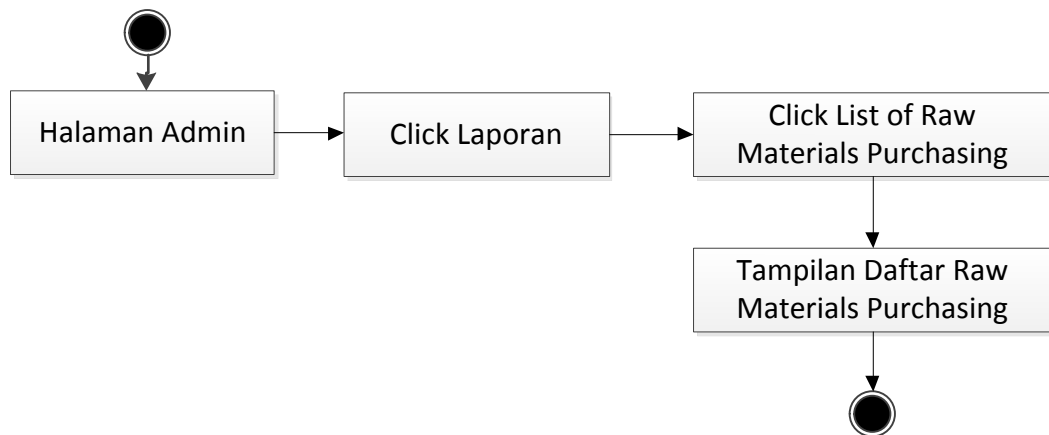 Halaman Admin
Click Laporan
Click List of Raw
Materials Purchasing
Tampilan Daftar Raw
Materials Purchasing